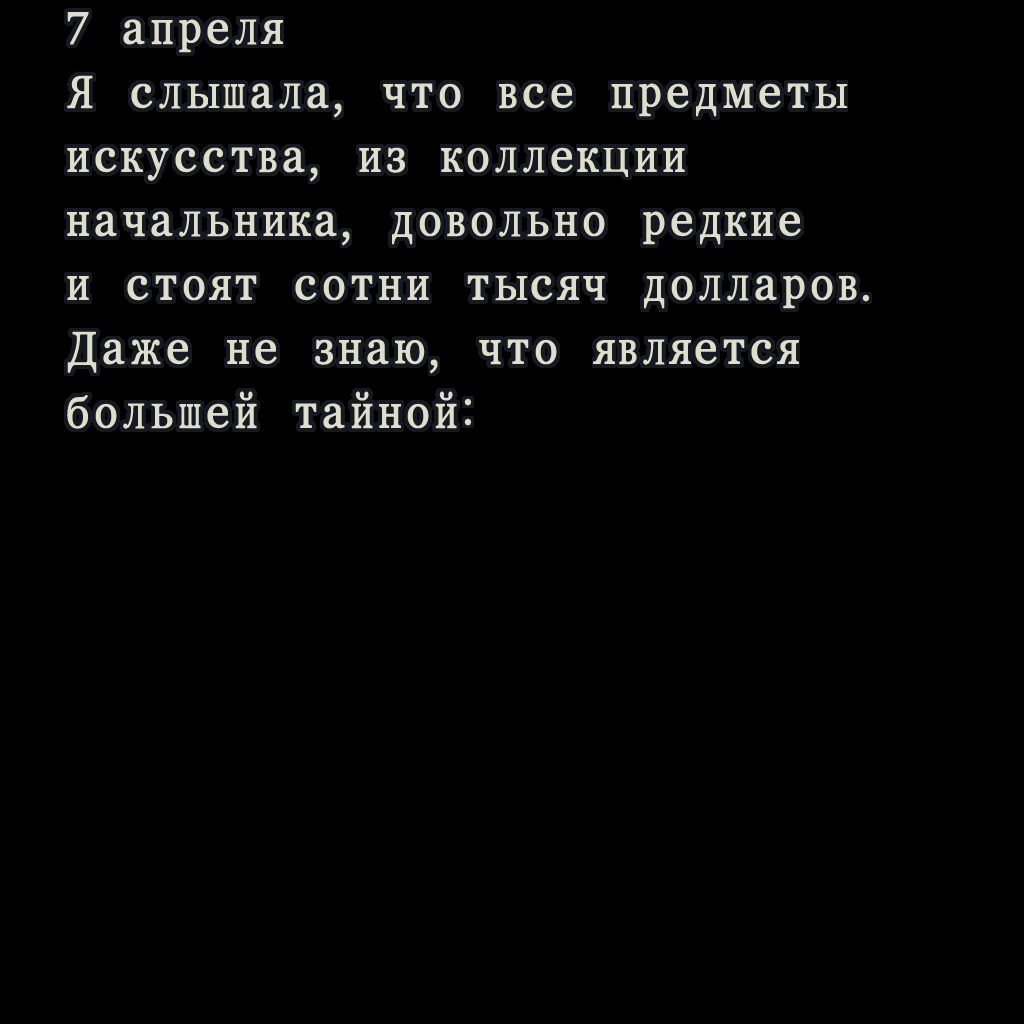 7 апреля
Я слышала, что все предметы
искусства, из коллекции
начальника, довольно редкие
и стоят сотни тысяч долларов.
Даже не знаю, что является
большей тайной: